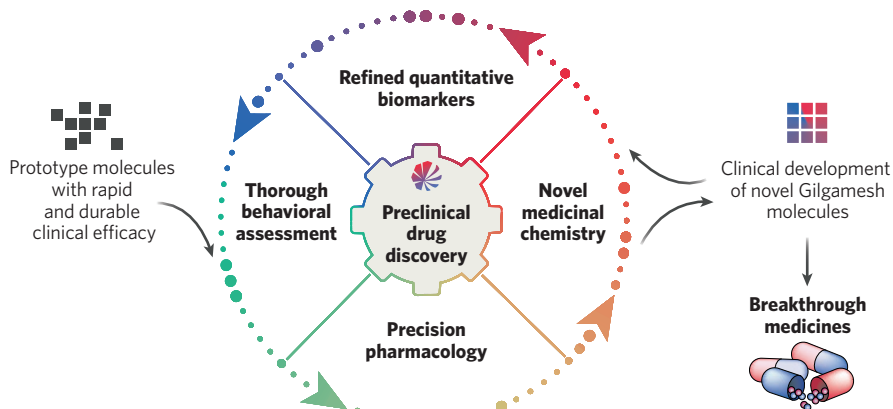 Refined quantitative
biomarkers
Prototype molecules
with rapid
and durable
clinical efficacy
Thorough
behavioral
assessment
Preclinical
drug
discovery
Novel
medicinal
chemistry
Clinical development
of novel Gilgamesh
molecules
Precision
pharmacology
Breakthrough
medicines